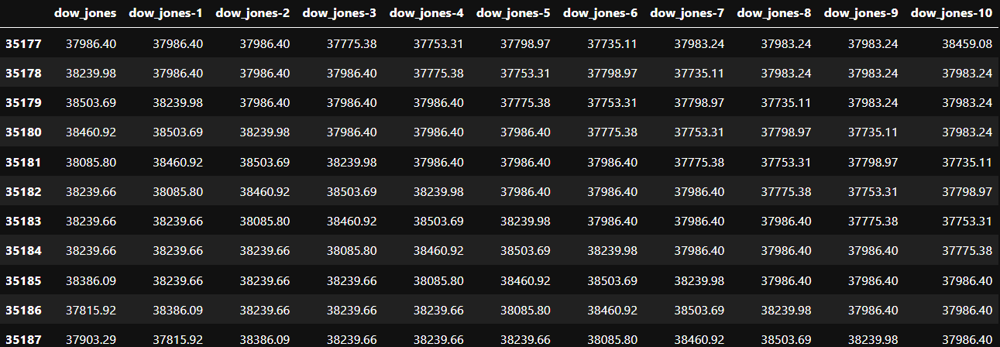 dow_jones dow_jones-1 dow_jones-2 dow_jones-3 dow_jones-4 dow_jones-5 dow_jones-6 dow_jones-7 dow_jones-8 dow_jones-9 dow_jones-10
35177 37986.40 37986.40 37986.40 37775.38 37753.31 37798.97 37735.11 37983.24 37983.24 37983.24 38459.08
35178 38239.98 37986.40 37986.40 37986.40 37775.38 37753.31 37798.97 37735.11 37983.24 37983.24 37983.24
35179 38503.69 38239.98 37986.40 37986.40 37986.40 37775.38 37753.31 37798.97 37735.11 37983.24 37983.24
35180 38460.92 38503.69 38239.98 37986.40 37986.40 37986.40 37775.38 37753.31 37798.97 37735.11 37983.24
35181 38085.80 38460.92 38503.69 38239.98 37986.40 37986.40 37986.40 37775.38 37753.31 37798.97 37735.11
35182 38239.66 38085.80 38460.92 38503.69 38239.98 37986.40 37986.40 37986.40 37775.38 37753.31 37798.97
35183 38239.66 38239.66 38085.80 38460.92 38503.69 38239.98 37986.40 37986.40 37986.40 37775.38 37753.31
35184 38239.66 38239.66 38239.66 38085.80 38460.92 38503.69 38239.98 37986.40 37986.40 37986.40 37775.38
35185 38386.09 38239.66 38239.66 38239.66 38085.80 38460.92 38503.69 38239.98 37986.40 37986.40 37986.40
35186 37815.92 38386.09 38239.66 38239.66 38239.66 38085.80 38460.92 38503.69 38239.98 37986.40 37986.40
35187 37903.29 37815.92 38386.09 38239.66 38239.66 38239.66 38085.80 38460.92 38503.69 38239.98 37986.40